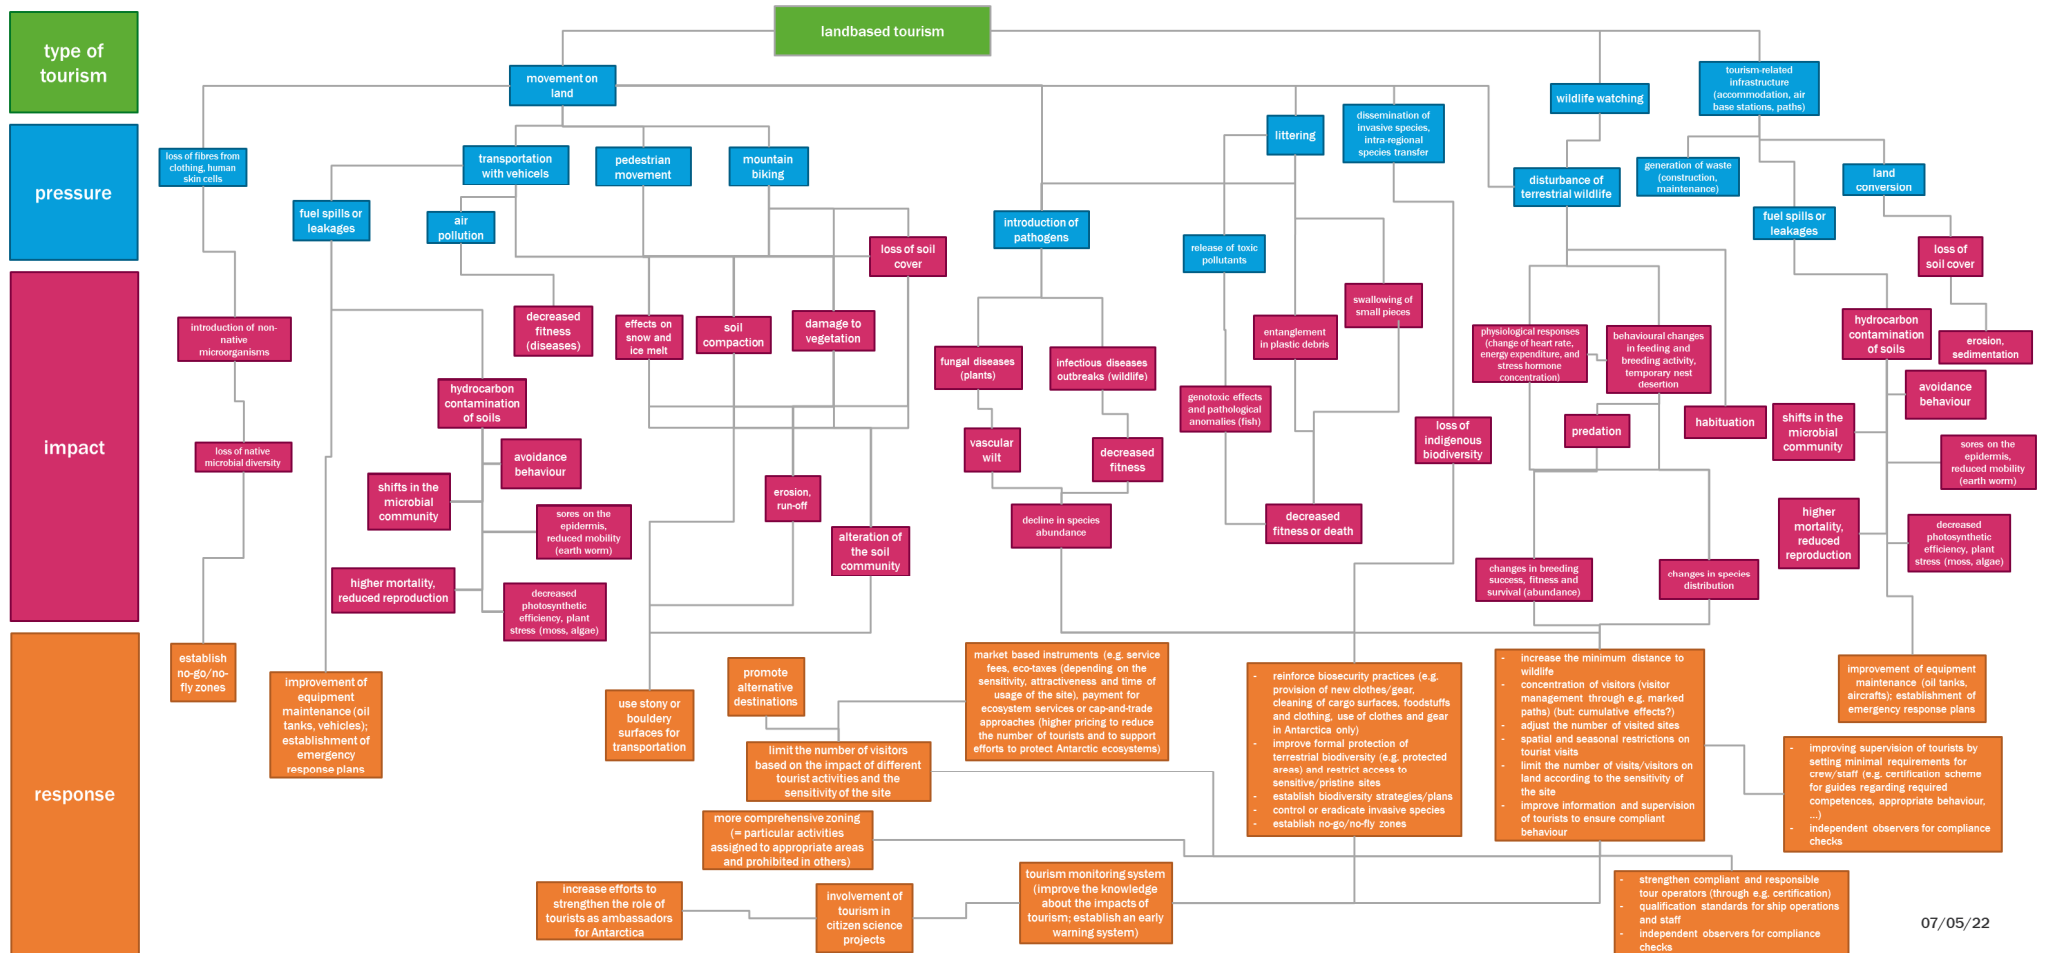 type of
tourism
landbased tourism
movement on
land
wildlife watching
tourism-related
infrastructure
(accommodation, air
base stations, paths)
pressure
loss of fibres from
clothing, human
skin cells
transportation
with vehicels
pedestrian
movement
mountain
biking
littering
dissemination of
invasive species,
intra-regional
species transfer
disturbance of
terrestrial wildlife
generation of waste
(construction,
maintenance)
land
conversion
fuel spills or
leakages
air
pollution
introduction of
pathogens
release of toxic
pollutants
fuel spills or
leakages
loss of soil
cover
loss of
soil cover
impact
introduction of non-
native
microorganisms
decreased
fitness
(diseases)
effects on
snow and
ice melt
soil
compaction
damage to
vegetation
fungal diseases
(plants)
infectious diseases
outbreaks (wildlife)
entanglement
in plastic debris
swallowing of
small pieces
physiological responses
(change of heart rate,
energy expenditure, and
stress hormone
concentration)
behavioural changes
in feeding and
breeding activity,
temporary nest
desertion
hydrocarbon
contamination
of soils
erosion,
sedimentation
hydrocarbon
contamination
of soils
genotoxic effects
and pathological
anomalies (fish)
loss of
indigenous
biodiversity
predation
habituation
shifts in the
microbial
community
avoidance
behaviour
loss of native
microbial diversity
avoidance
behaviour
vascular
wilt
decreased
fitness
sores on the
epidermis,
reduced mobility
(earth worm)
shifts in the
microbial
community
erosion,
run-off
sores on the
epidermis,
reduced mobility
(earth worm)
alteration of
the soil
community
decline in species
abundance
decreased
fitness or death
higher
mortality,
reduced
reproduction
decreased
photosynthetic
efficiency, plant
stress (moss, algae)
higher mortality,
reduced reproduction
decreased
photosynthetic
efficiency, plant
stress (moss, algae)
changes in breeding
success, fitness and
survival (abundance)
changes in species
distribution
response
establish
no-go/no-
fly zones
improvement of
equipment
maintenance (oil
tanks, vehicles);
establishment of
emergency
response plans
use stony or
bouldery
surfaces for
transportation
promote
alternative
destinations
market based instruments (e.g. service
fees, eco-taxes (depending on the
sensitivity, attractiveness and time of
usage of the site), payment for
ecosystem services or cap-and-trade
approaches (higher pricing to reduce
the number of tourists and to support
efforts to protect Antarctic ecosystems)
limit the number of visitors
based on the impact of different
tourist activities and the
sensitivity of the site
more comprehensive zoning
(= particular activities
assigned to appropriate areas
and prohibited in others)
increase efforts to
strengthen the role of
tourists as ambassadors
for Antarctica
involvement of
tourism in
citizen science
projects
tourism monitoring system
(improve the knowledge
about the impacts of
tourism; establish an early
warning system)
- reinforce biosecurity practices (e.g.
provision of new clothes/gear,
cleaning of cargo surfaces, foodstuffs
and clothing, use of clothes and gear
in Antarctica only)
- improve formal protection of
terrestrial biodiversity (e.g. protected
areas) and restrict access to
sensitive/pristine sites
- establish biodiversity strategies/plans
- control or eradicate invasive species
- establish no-go/no-fly zones
- increase the minimum distance to
wildlife
- concentration of visitors (visitor
management through e.g. marked
paths) (but: cumulative effects?)
- adjust the number of visited sites
- spatial and seasonal restrictions on
tourist visits
- limit the number of visits/visitors on
land according to the sensitivity of
the site
- improve information and supervision
of tourists to ensure compliant
behaviour
improvement of equipment
maintenance (oil tanks,
aircrafts); establishment of
emergency response plans
- improving supervision of tourists by
setting minimal requirements for
crew/staff (e.g. certification scheme
for guides regarding required
competences, appropriate behaviour,
...)
- independent observers for compliance
checks
- strengthen compliant and responsible
tour operators (through e.g. certification)
- qualification standards for ship operations
and staff
- independent observers for compliance
checks
07/05/22